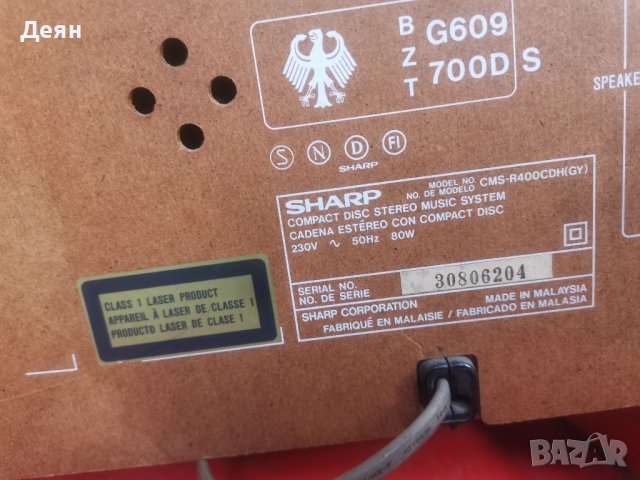 Деян
B
Z
T
G609
700D S
SPEAKE
S N D FI
SHARP
SHARP
MODEL NO.
NO. DE MODELO
CMS-R400CDH(GY)
COMPACT DISC STEREO MUSIC SYSTEM
CADENA ESTÉREO CON COMPACT DISC
230V ∿ 50Hz 80W
SERIAL NO.
NO. DE SERIE
30806204
SHARP CORPORATION
MADE IN MALAYSIA
FABRIQUÉ EN MALAISIE / FABRICADO EN MALASIA
CLASS 1 LASER PRODUCT
APPAREIL À LASER DE CLASSE 1
PRODUCTO LASER DE CLASE 1
BAZAR
bg